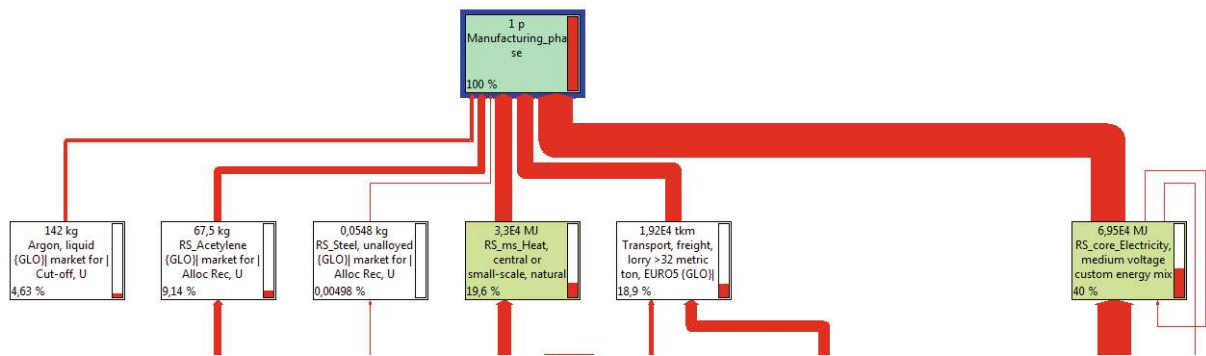 1 p
Manufacturing_pha
se
100 %
142 kg
Argon, liquid
{GLO}| market for |
Cut-off, U
4,63 %
67,5 kg
RS_Acetylene
{GLO}| market for |
Alloc Rec, U
9,14 %
0,0548 kg
RS_Steel, unalloyed
{GLO}| market for |
Alloc Rec, U
0,00498 %
3,3E4 MJ
RS_ms_Heat,
central or
small-scale, natural
19,6 %
1,92E4 tkm
Transport, freight,
lorry >32 metric
ton, EURO5 {GLO}|
18,9 %
6,95E4 MJ
RS_core_Electricity,
medium voltage
custom energy mix
40 %